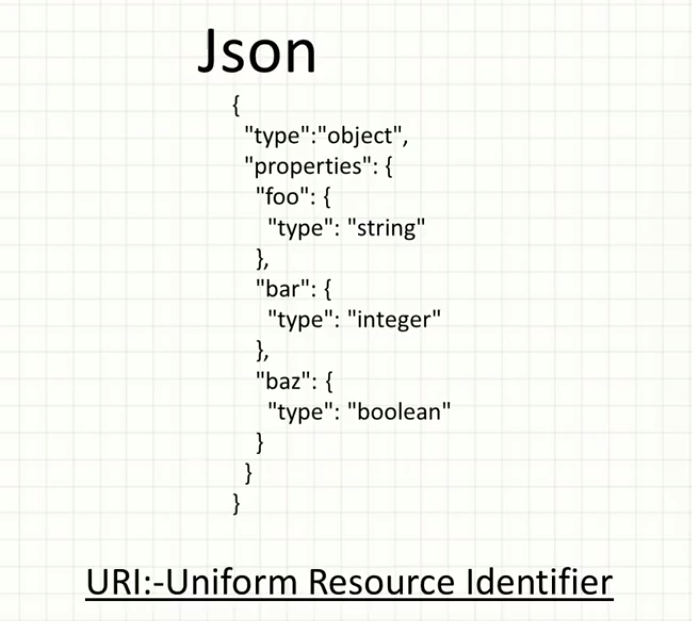 Json
{
"type":"object",
"properties": {
"foo": {
"type": "string"
},
"bar": {
"type": "integer"
},
"baz": {
"type": "boolean"
}
}
}
URI:-Uniform Resource Identifier